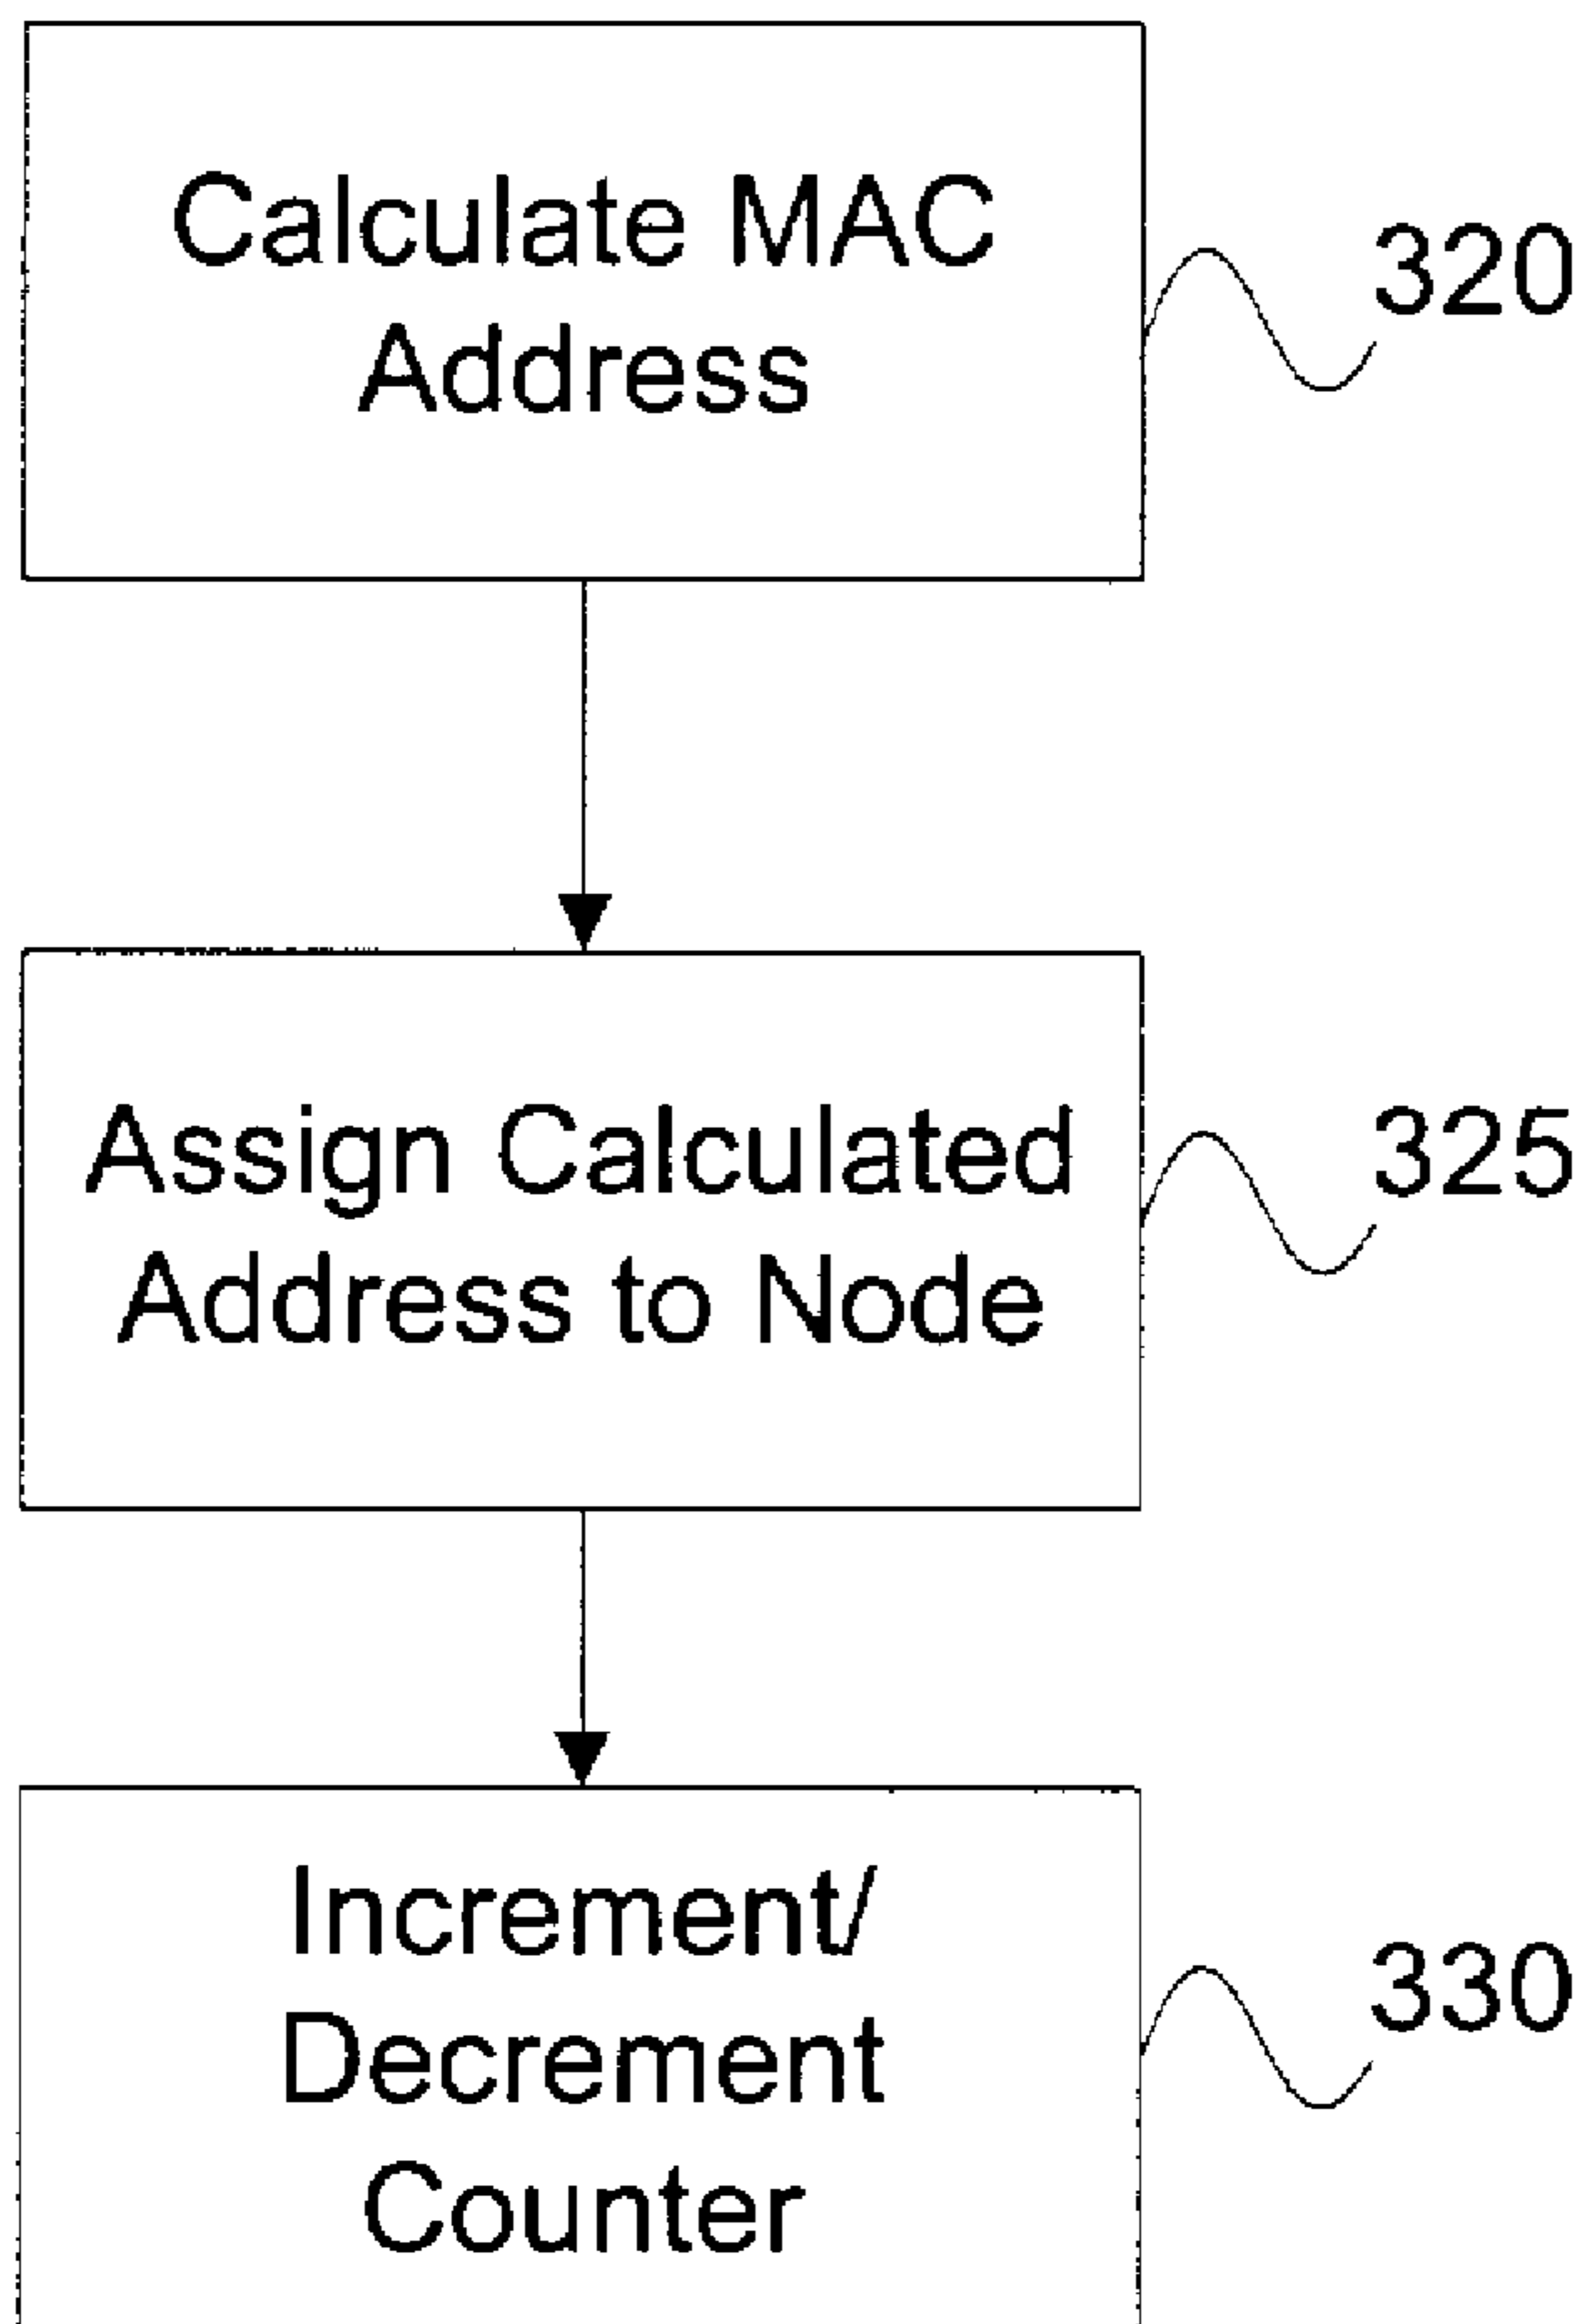 Calculate MAC
Address
320
Assign Calculated
Address to Node
325
Increment/
Decrement
Counter
330